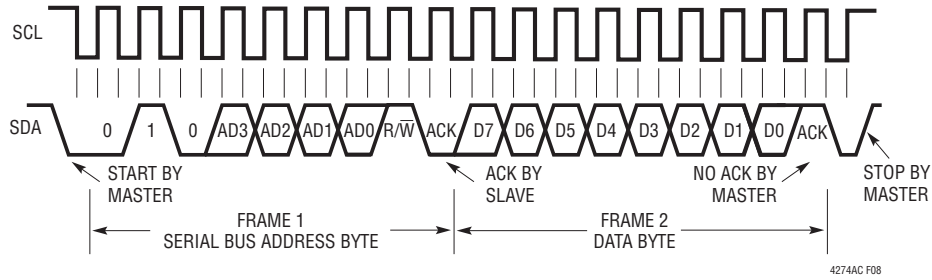 SCL
SDA
0 1 0 AD3 AD2 AD1 AD0 R/W̅ ACK D7 D6 D5 D4 D3 D2 D1 D0 ACK
START BY
MASTER
ACK BY
SLAVE
NO ACK BY
MASTER
STOP BY
MASTER
FRAME 1
SERIAL BUS ADDRESS BYTE
FRAME 2
DATA BYTE
4274AC F08